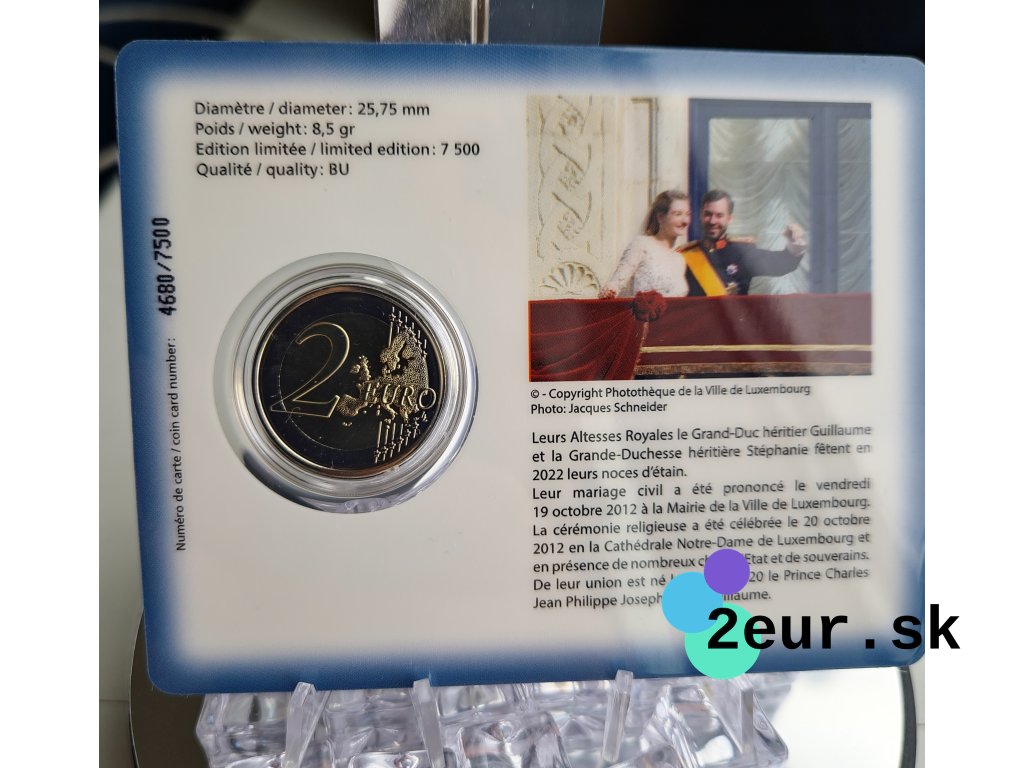 Diamètre / diameter: 25,75 mm
Poids / weight: 8,5 gr
Edition limitée / limited edition: 7 500
Qualité / quality: BU
Numéro de carte / coin card number: 4680/7500
2 EURO
© - Copyright Photothèque de la Ville de Luxembourg
Photo: Jacques Schneider
Leurs Altesses Royales le Grand-Duc héritier Guillaume
et la Grande-Duchesse héritière Stéphanie fêtent en
2022 leurs noces d'étain.
Leur mariage civil a été prononcé le vendredi
19 octobre 2012 à la Mairie de la Ville de Luxembourg.
La cérémonie religieuse a été célébrée le 20 octobre
2012 en la Cathédrale Notre-Dame de Luxembourg et
en présence de nombreux Etat et de souverains.
De leur union est né 20 le Prince Charles
Jean Philippe Joseph
2eur.sk